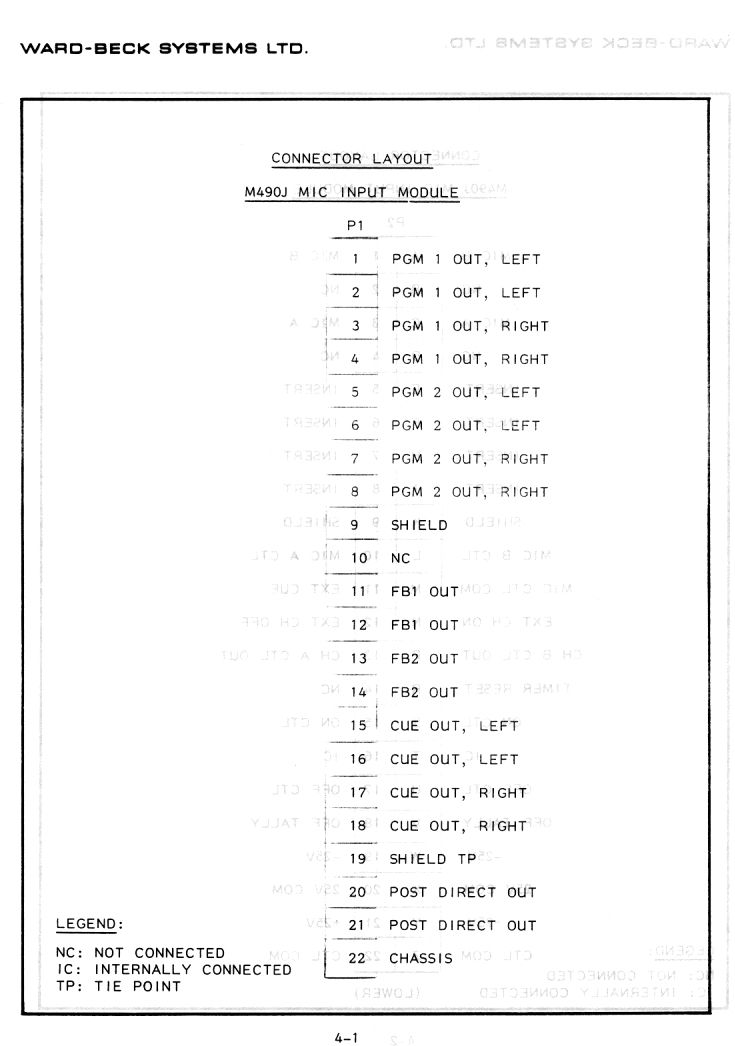 WARD-BECK SYSTEMS LTD.
CONNECTOR LAYOUT
M490J MIC INPUT MODULE
P1
1 PGM 1 OUT, LEFT
2 PGM 1 OUT, LEFT
3 PGM 1 OUT, RIGHT
4 PGM 1 OUT, RIGHT
5 PGM 2 OUT, LEFT
6 PGM 2 OUT, LEFT
7 PGM 2 OUT, RIGHT
8 PGM 2 OUT, RIGHT
9 SHIELD
10 NC
11 FB1 OUT
12 FB1 OUT
13 FB2 OUT
14 FB2 OUT
15 CUE OUT, LEFT
16 CUE OUT, LEFT
17 CUE OUT, RIGHT
18 CUE OUT, RIGHT
19 SHIELD TP
20 POST DIRECT OUT
21 POST DIRECT OUT
22 CHASSIS
LEGEND:
NC: NOT CONNECTED
IC: INTERNALLY CONNECTED
TP: TIE POINT
4-1